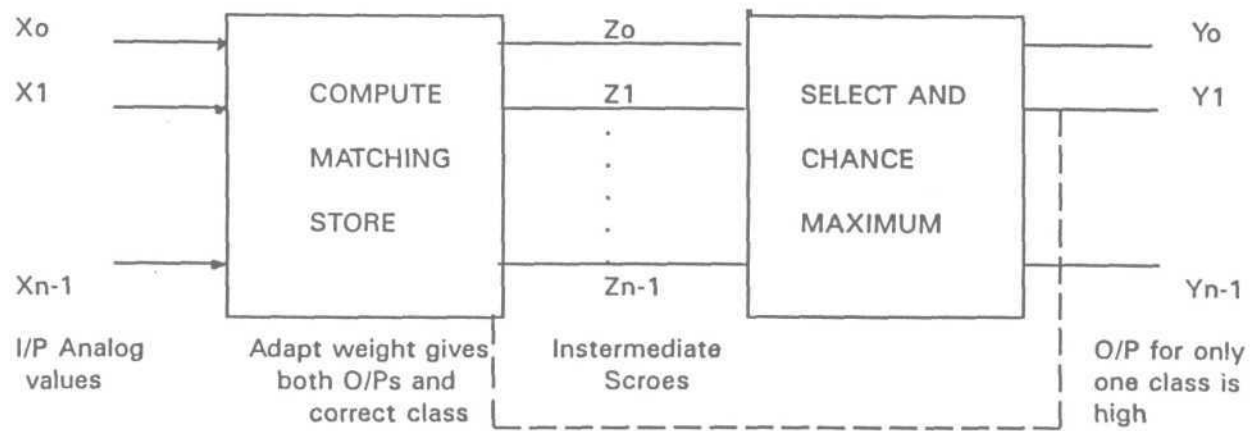 Xo
X1
Xn-1
I/P Analog
values
COMPUTE
MATCHING
STORE
Adapt weight gives
both O/Ps and
correct class
Zo
Z1
Zn-1
Instermediate
Scroes
SELECT AND
CHANCE
MAXIMUM
Yo
Y1
Yn-1
O/P for only
one class is
high